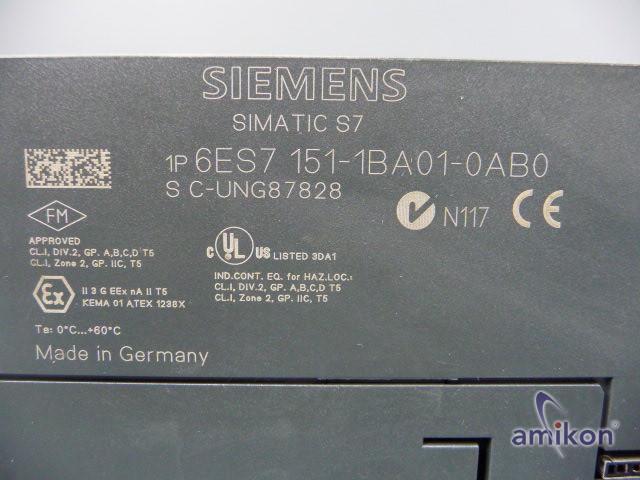 SIEMENS
SIMATIC S7
1P 6ES7 151-1BA01-0AB0
S C-UNG87828
FM
N117 CE
APPROVED
CL.I, DIV.2, GP. A,B,C,D T5
CL.I, Zone 2, GP. IIC, T5
C UL US LISTED 3DA1
IND.CONT. EQ. for HAZ.LOC.:
CL.I, DIV.2, GP. A,B,C,D T5
CL.I, Zone 2, GP. IIC, T5
Ex II 3 G EEx nA II T5
KEMA 01 ATEX 1238X
Ta: 0°C...+60°C
Made in Germany
amikon